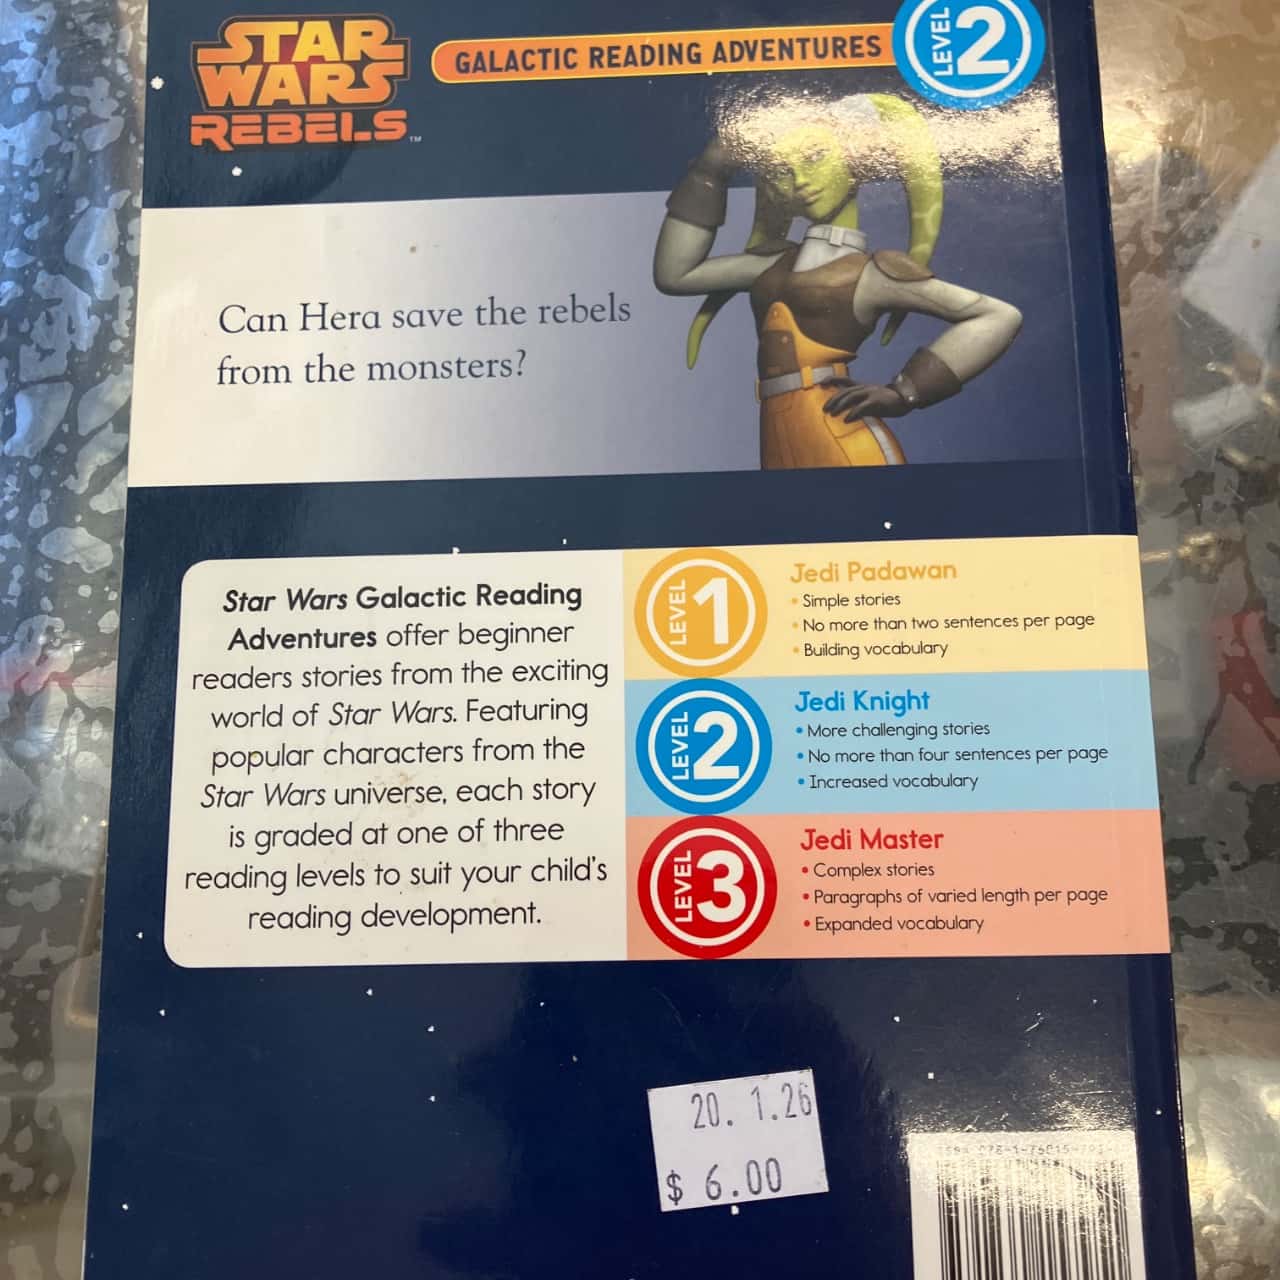 STAR
WARS
REBELS™
GALACTIC READING ADVENTURES
LEVEL 2
Can Hera save the rebels
from the monsters?
Star Wars Galactic Reading
Adventures offer beginner
readers stories from the exciting
world of Star Wars. Featuring
popular characters from the
Star Wars universe, each story
is graded at one of three
reading levels to suit your child's
reading development.
LEVEL 1
Jedi Padawan
• Simple stories
• No more than two sentences per page
• Building vocabulary
LEVEL 2
Jedi Knight
• More challenging stories
• No more than four sentences per page
• Increased vocabulary
LEVEL 3
Jedi Master
• Complex stories
• Paragraphs of varied length per page
• Expanded vocabulary
20. 1.26
$ 6.00
ISBN